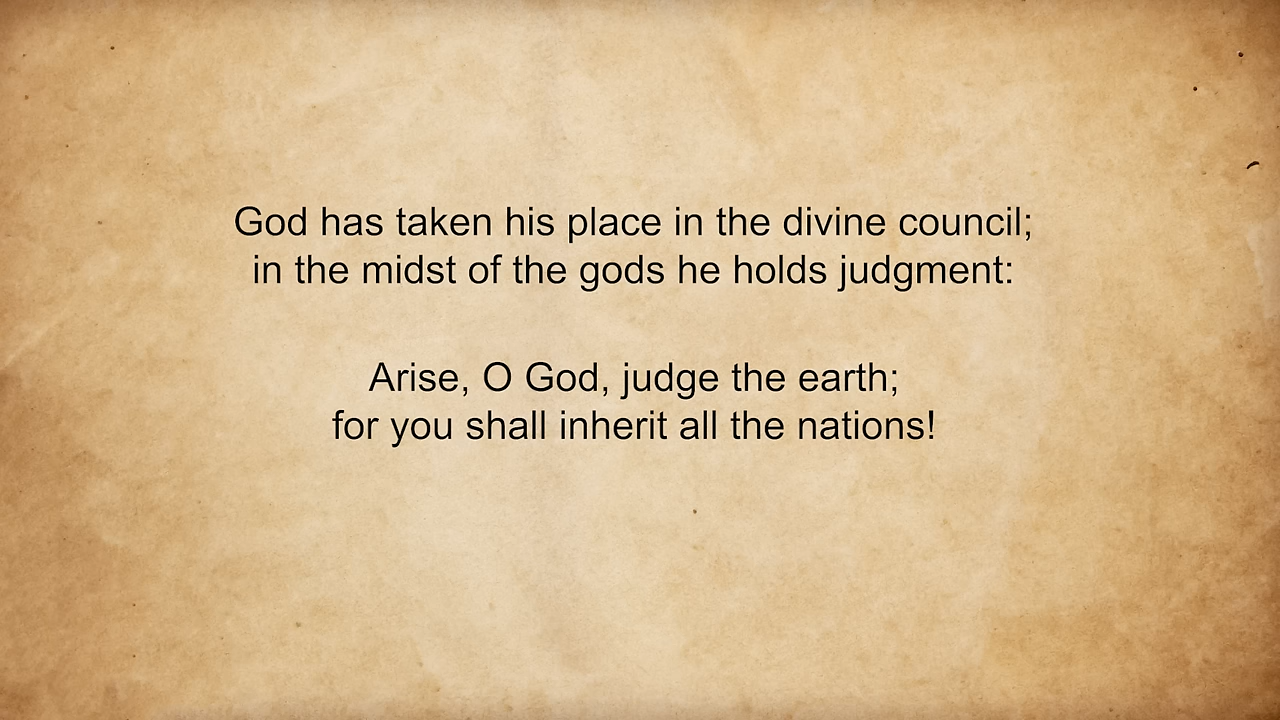 God has taken his place in the divine council;
in the midst of the gods he holds judgment:
Arise, O God, judge the earth;
for you shall inherit all the nations!